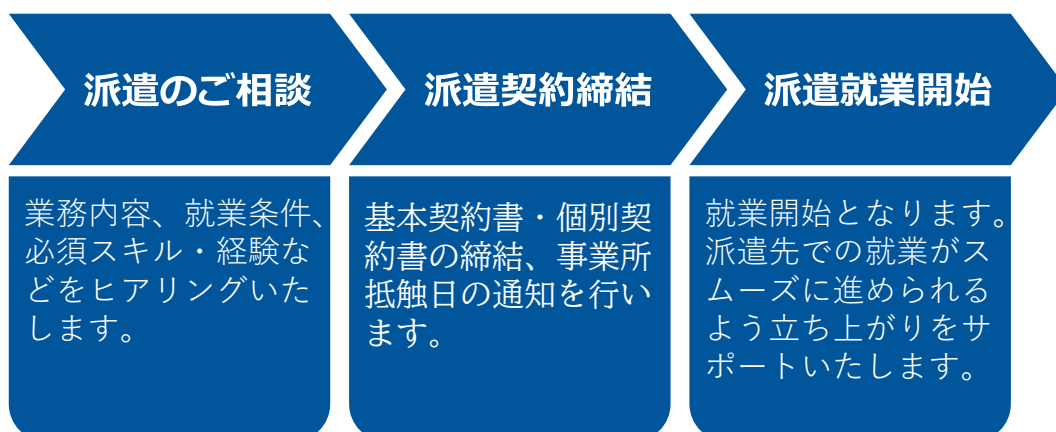 派遣のご相談
派遣契約締結
派遣就業開始
業務内容、就業条件、
必須スキル・経験な
どをヒアリングいた
します。
基本契約書・個別契
約書の締結、事業所
抵触日の通知を行い
ます。
就業開始となります。
派遣先での就業がス
ムーズに進められる
よう立ち上がりをサ
ポートいたします。